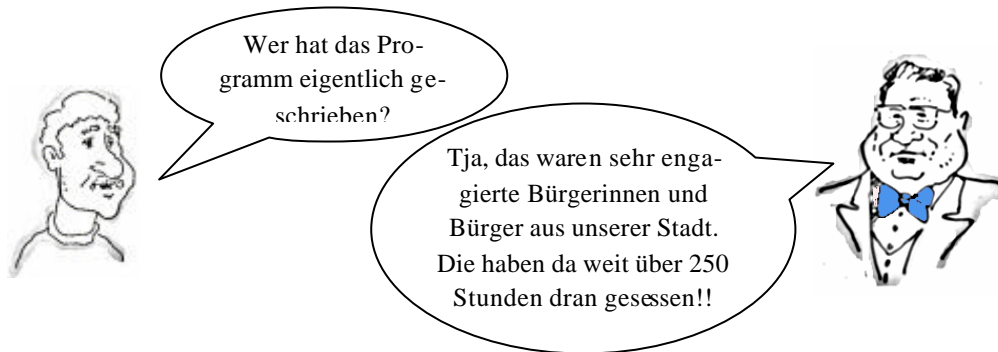 Wer hat das Pro-
gramm eigentlich ge-
schrieben?
Tja, das waren sehr enga-
gierte Bürgerinnen und
Bürger aus unserer Stadt.
Die haben da weit über 250
Stunden dran gesessen!!